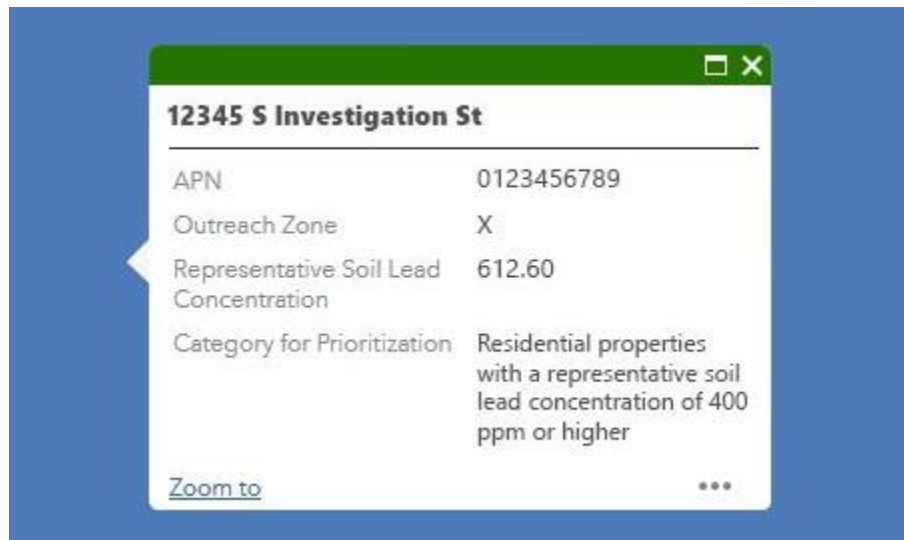 12345 S Investigation St
APN 0123456789
Outreach Zone X
Representative Soil Lead 612.60
Concentration
Category for Prioritization Residential properties
with a representative soil
lead concentration of 400
ppm or higher
Zoom to